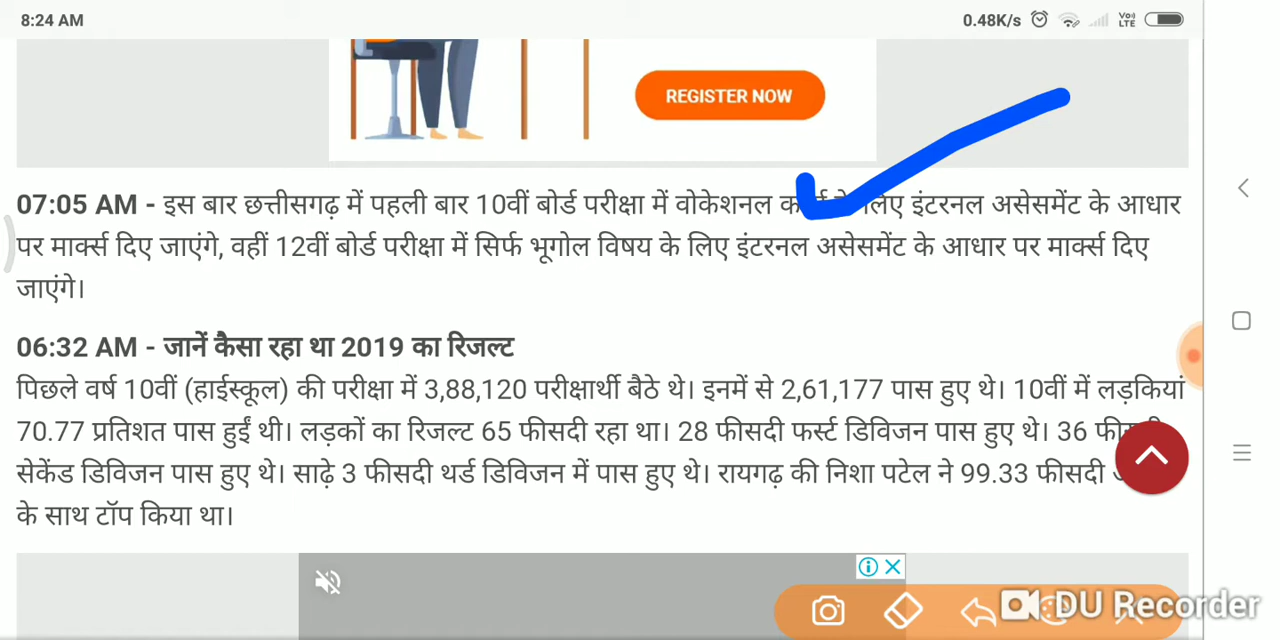 8:24 AM 0.48K/s Vo) LTE
REGISTER NOW
07:05 AM - इस बार छत्तीसगढ़ में पहली बार 10वीं बोर्ड परीक्षा में वोकेशनल लिए इंटरनल असेसमेंट के आधार
पर मार्क्स दिए जाएंगे, वहीं 12वीं बोर्ड परीक्षा में सिर्फ भूगोल विषय के लिए इंटरनल असेसमेंट के आधार पर मार्क्स दिए
जाएंगे।
06:32 AM - जानें कैसा रहा था 2019 का रिजल्ट
पिछले वर्ष 10वीं (हाईस्कूल) की परीक्षा में 3,88,120 परीक्षार्थी बैठे थे। इनमें से 2,61,177 पास हुए थे। 10वीं में लड़कियां
70.77 प्रतिशत पास हुईं थी। लड़कों का रिजल्ट 65 फीसदी रहा था। 28 फीसदी फर्स्ट डिविजन पास हुए थे। 36
सेकेंड डिविजन पास हुए थे। साढ़े 3 फीसदी थर्ड डिविजन में पास हुए थे। रायगढ़ की निशा पटेल ने 99.33 फीसदी
के साथ टॉप किया था।
DU Recorder